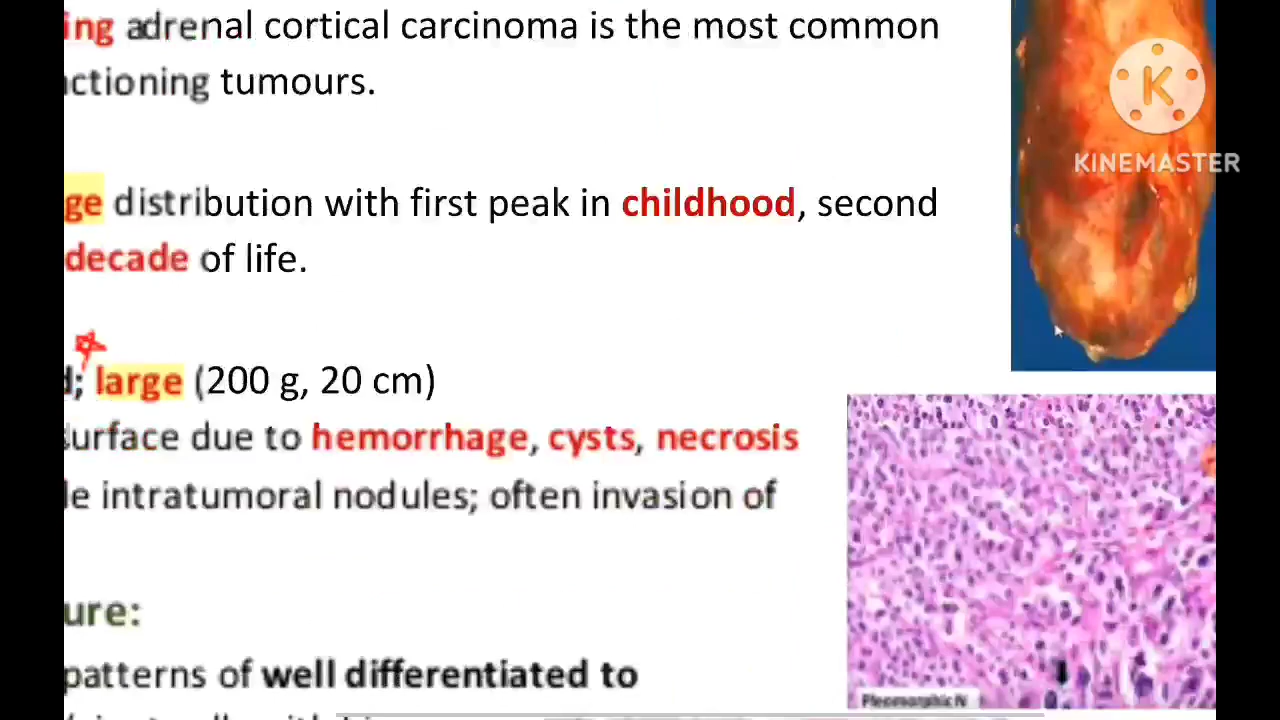 ing adrenal cortical carcinoma is the most common
ctioning tumours.
ge distribution with first peak in childhood, second
decade of life.
d; large (200 g, 20 cm)
surface due to hemorrhage, cysts, necrosis
le intratumoral nodules; often invasion of
ure:
patterns of well differentiated to
K
KINEMASTER
Pleomorphic N